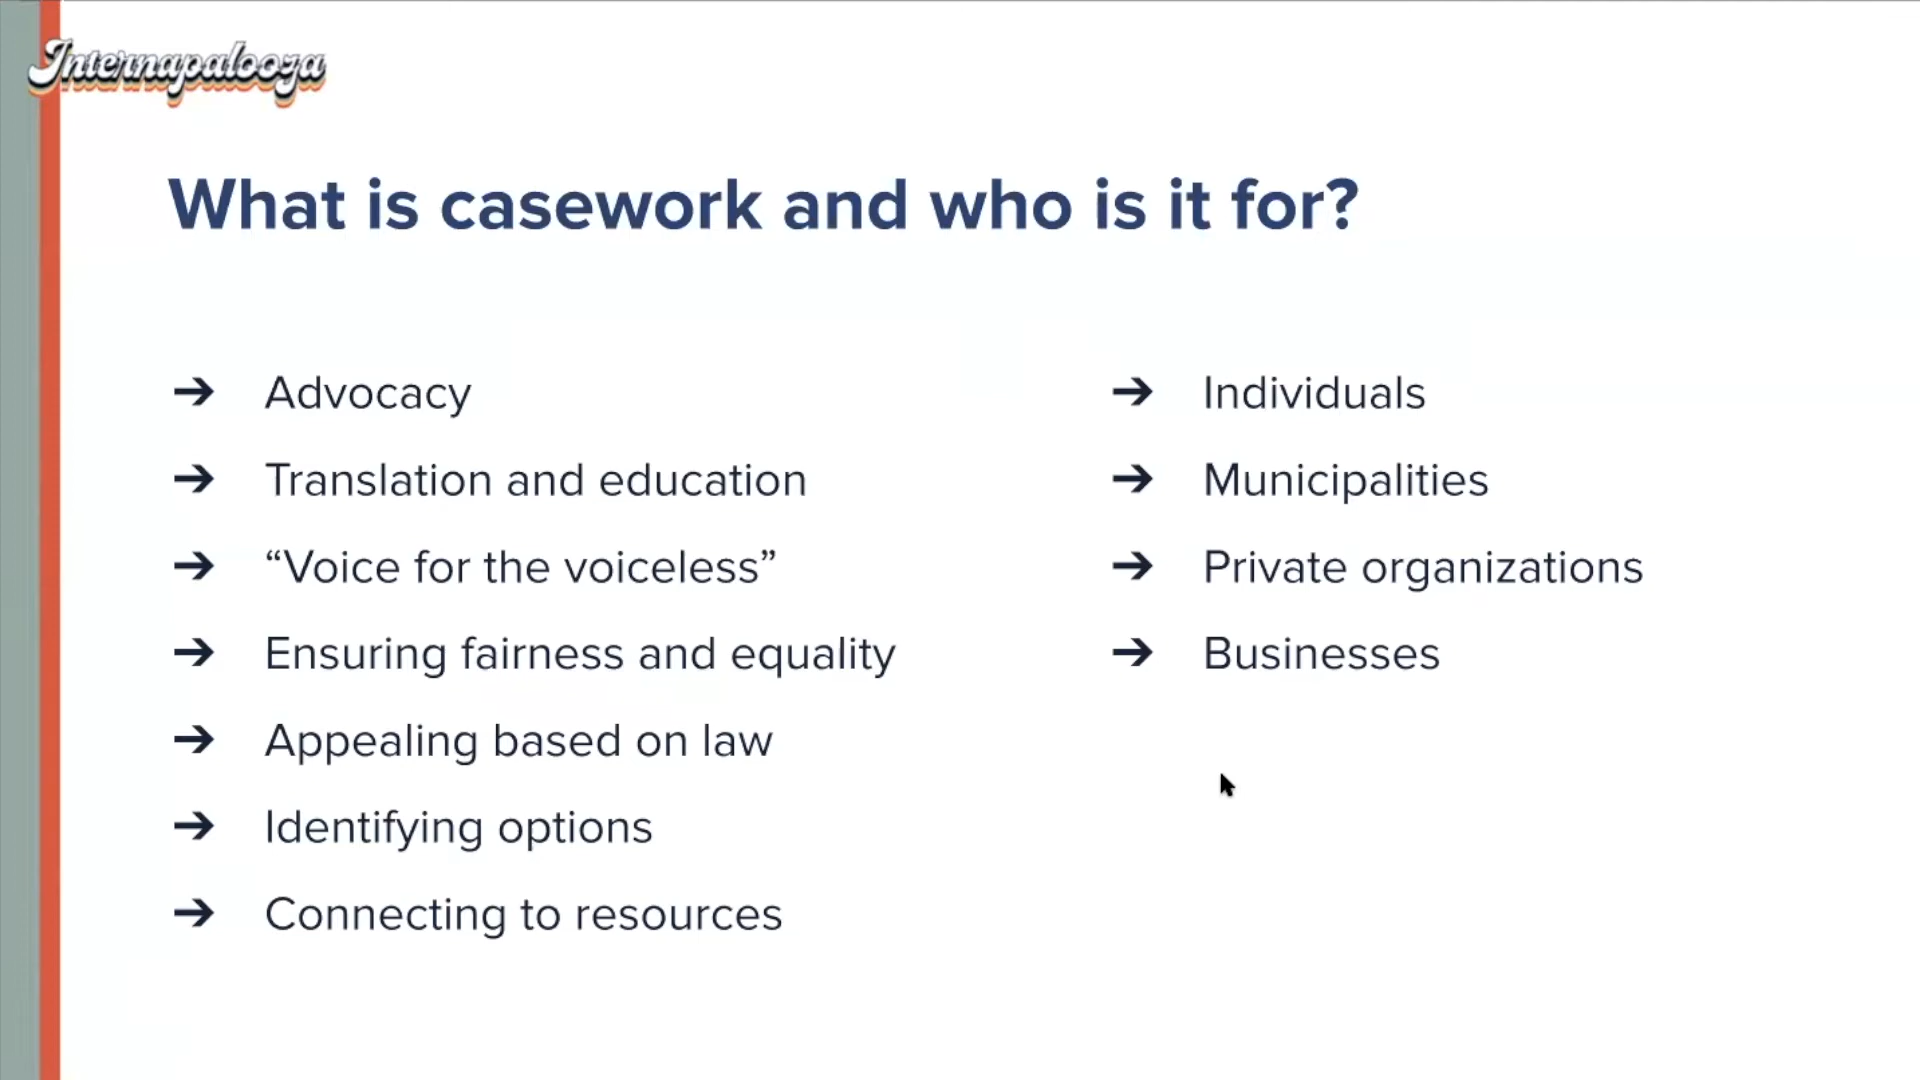 Internapalooza
What is casework and who is it for?
➔ Advocacy
➔ Translation and education
➔ “Voice for the voiceless”
➔ Ensuring fairness and equality
➔ Appealing based on law
➔ Identifying options
➔ Connecting to resources
➔ Individuals
➔ Municipalities
➔ Private organizations
➔ Businesses